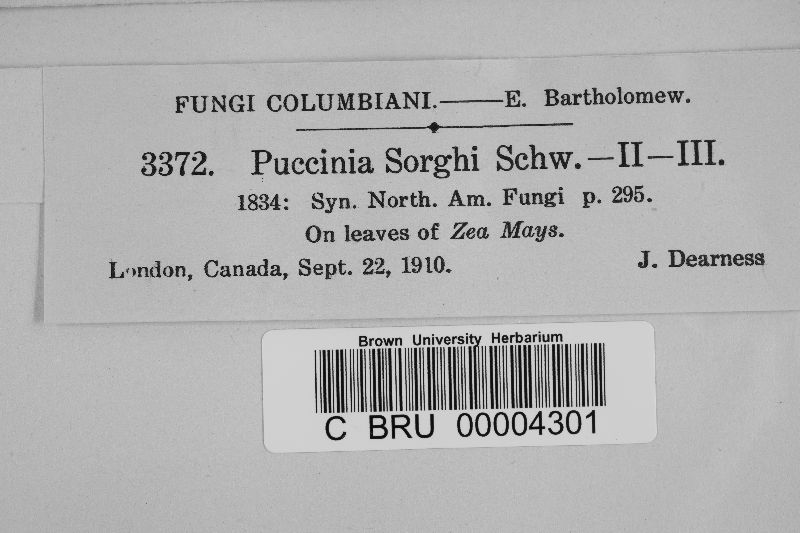 FUNGI COLUMBIANI.——E. Bartholomew.
3372. Puccinia Sorghi Schw.—II—III.
1834: Syn. North. Am. Fungi p. 295.
On leaves of Zea Mays.
London, Canada, Sept. 22, 1910. J. Dearness
Brown University Herbarium
C BRU 00004301